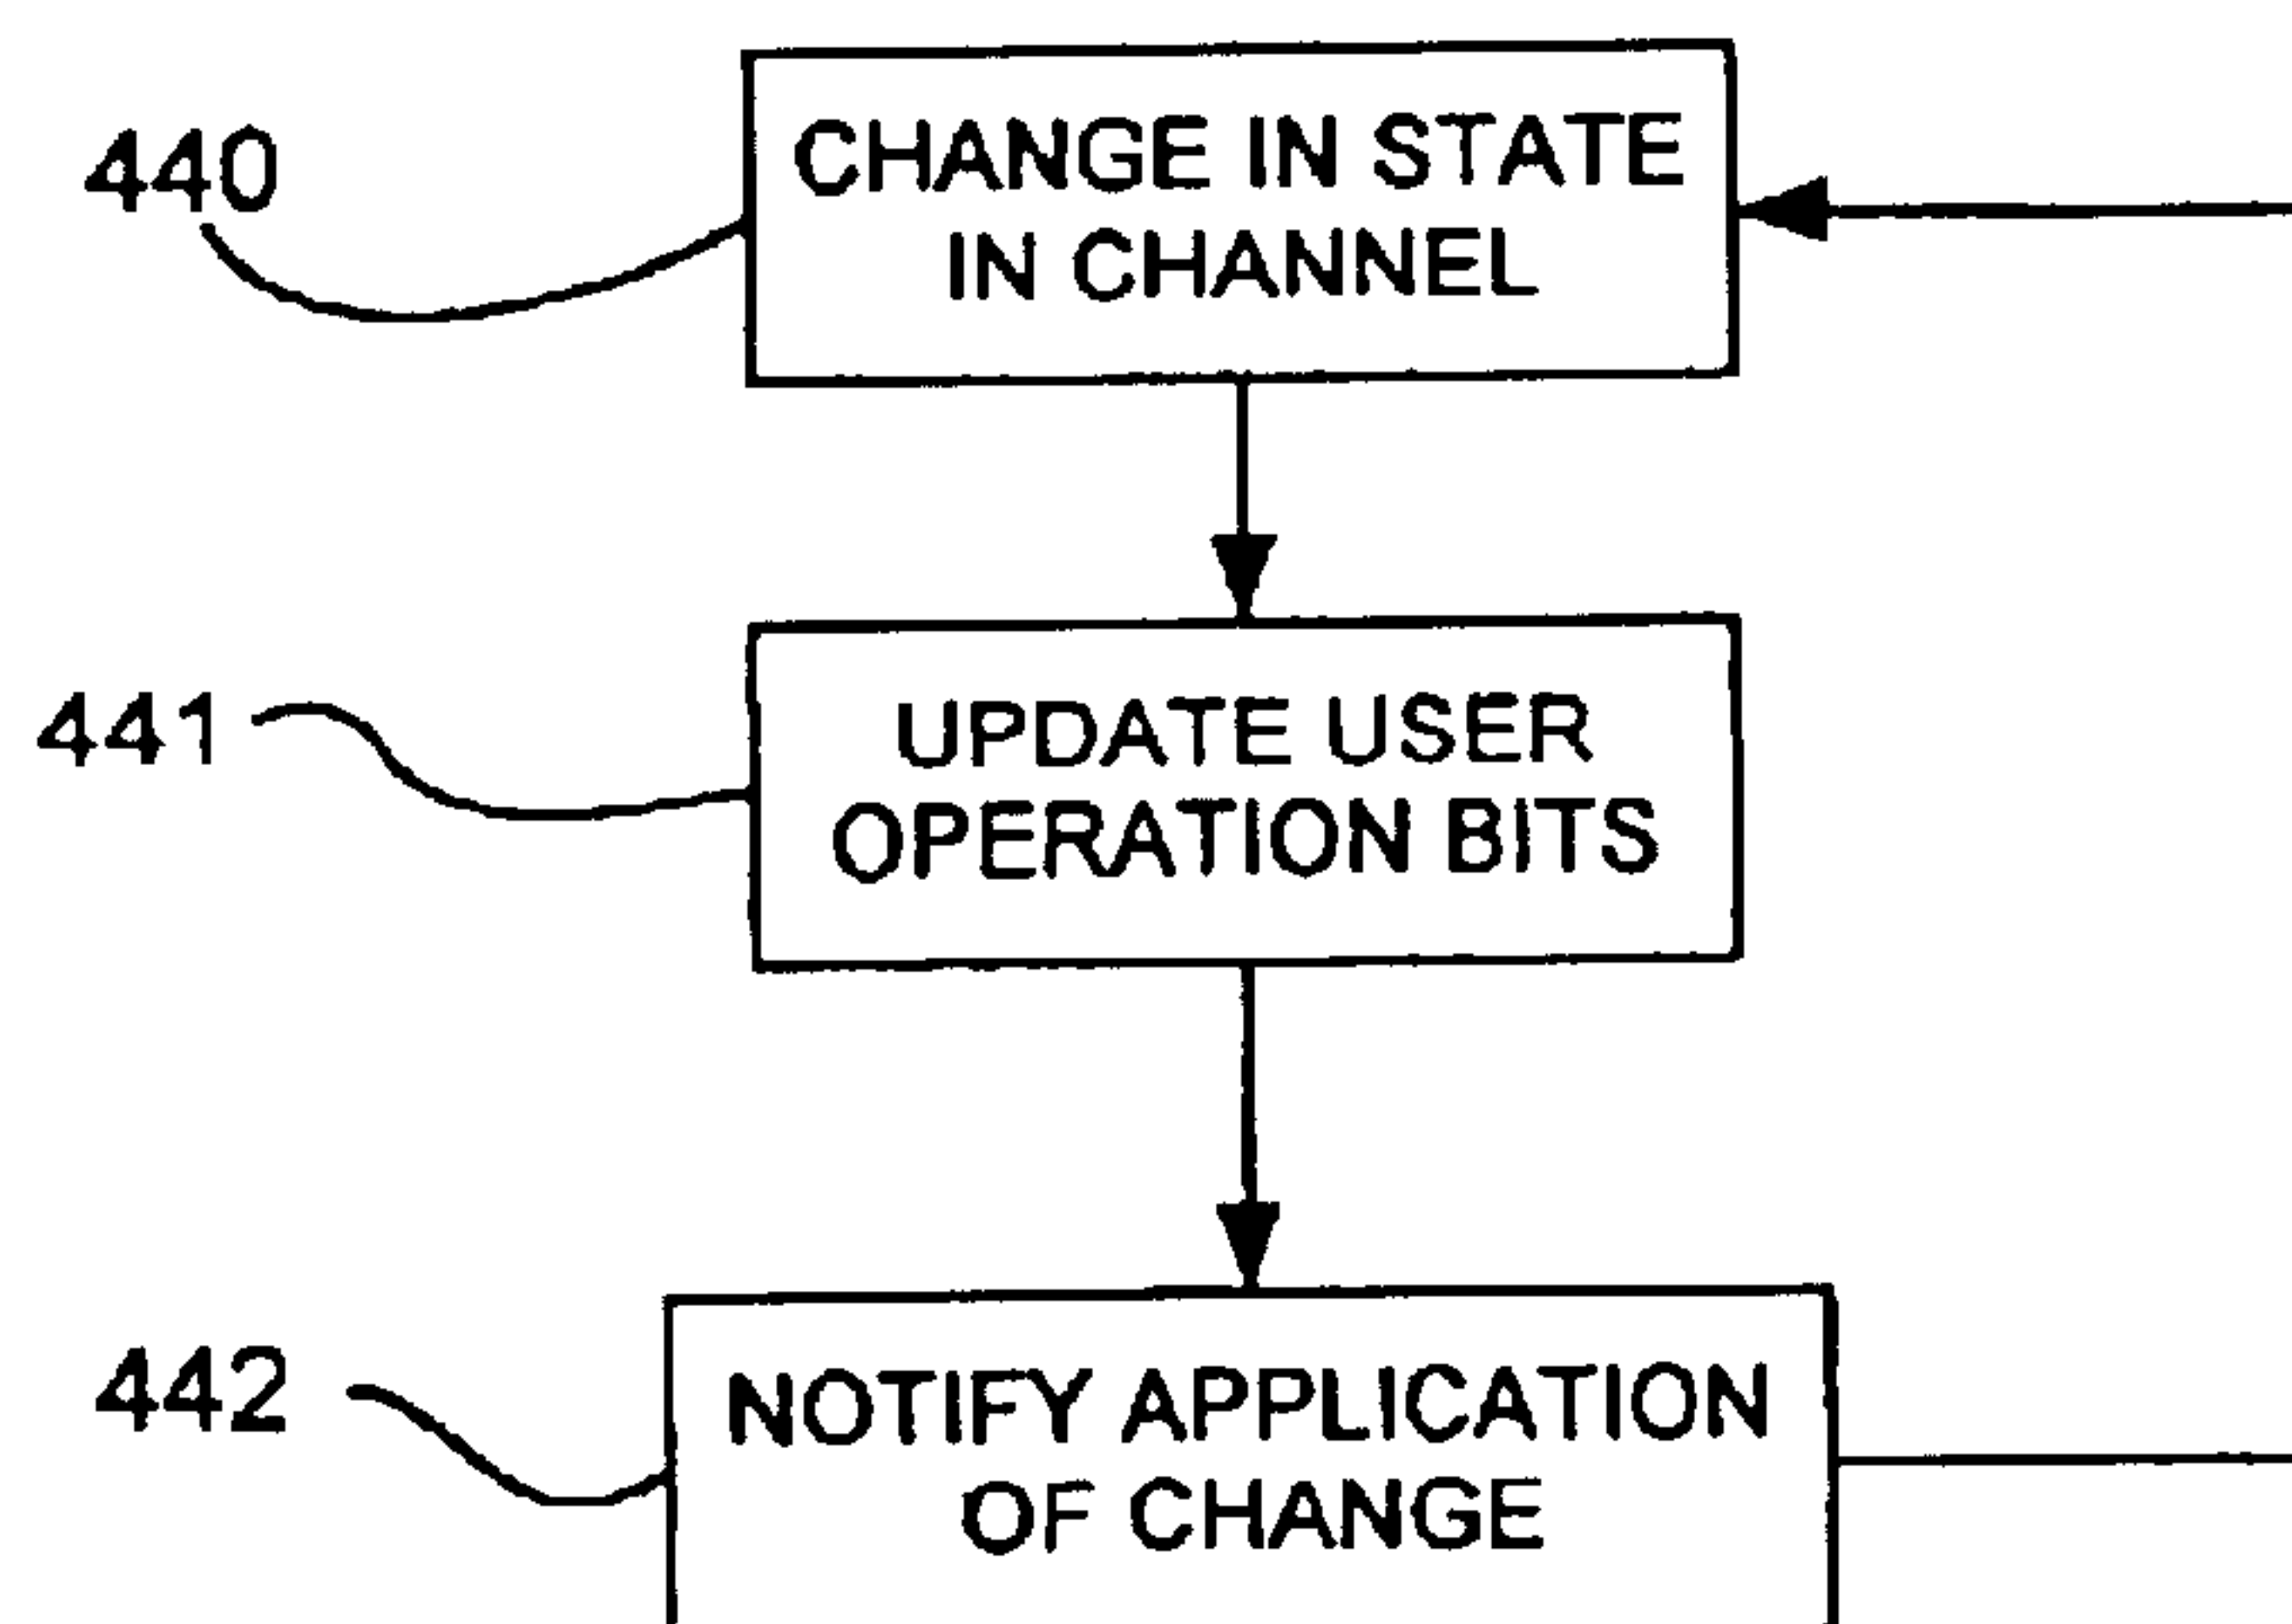 440
CHANGE IN STATE
IN CHANNEL
441
UPDATE USER
OPERATION BITS
442
NOTIFY APPLICATION
OF CHANGE